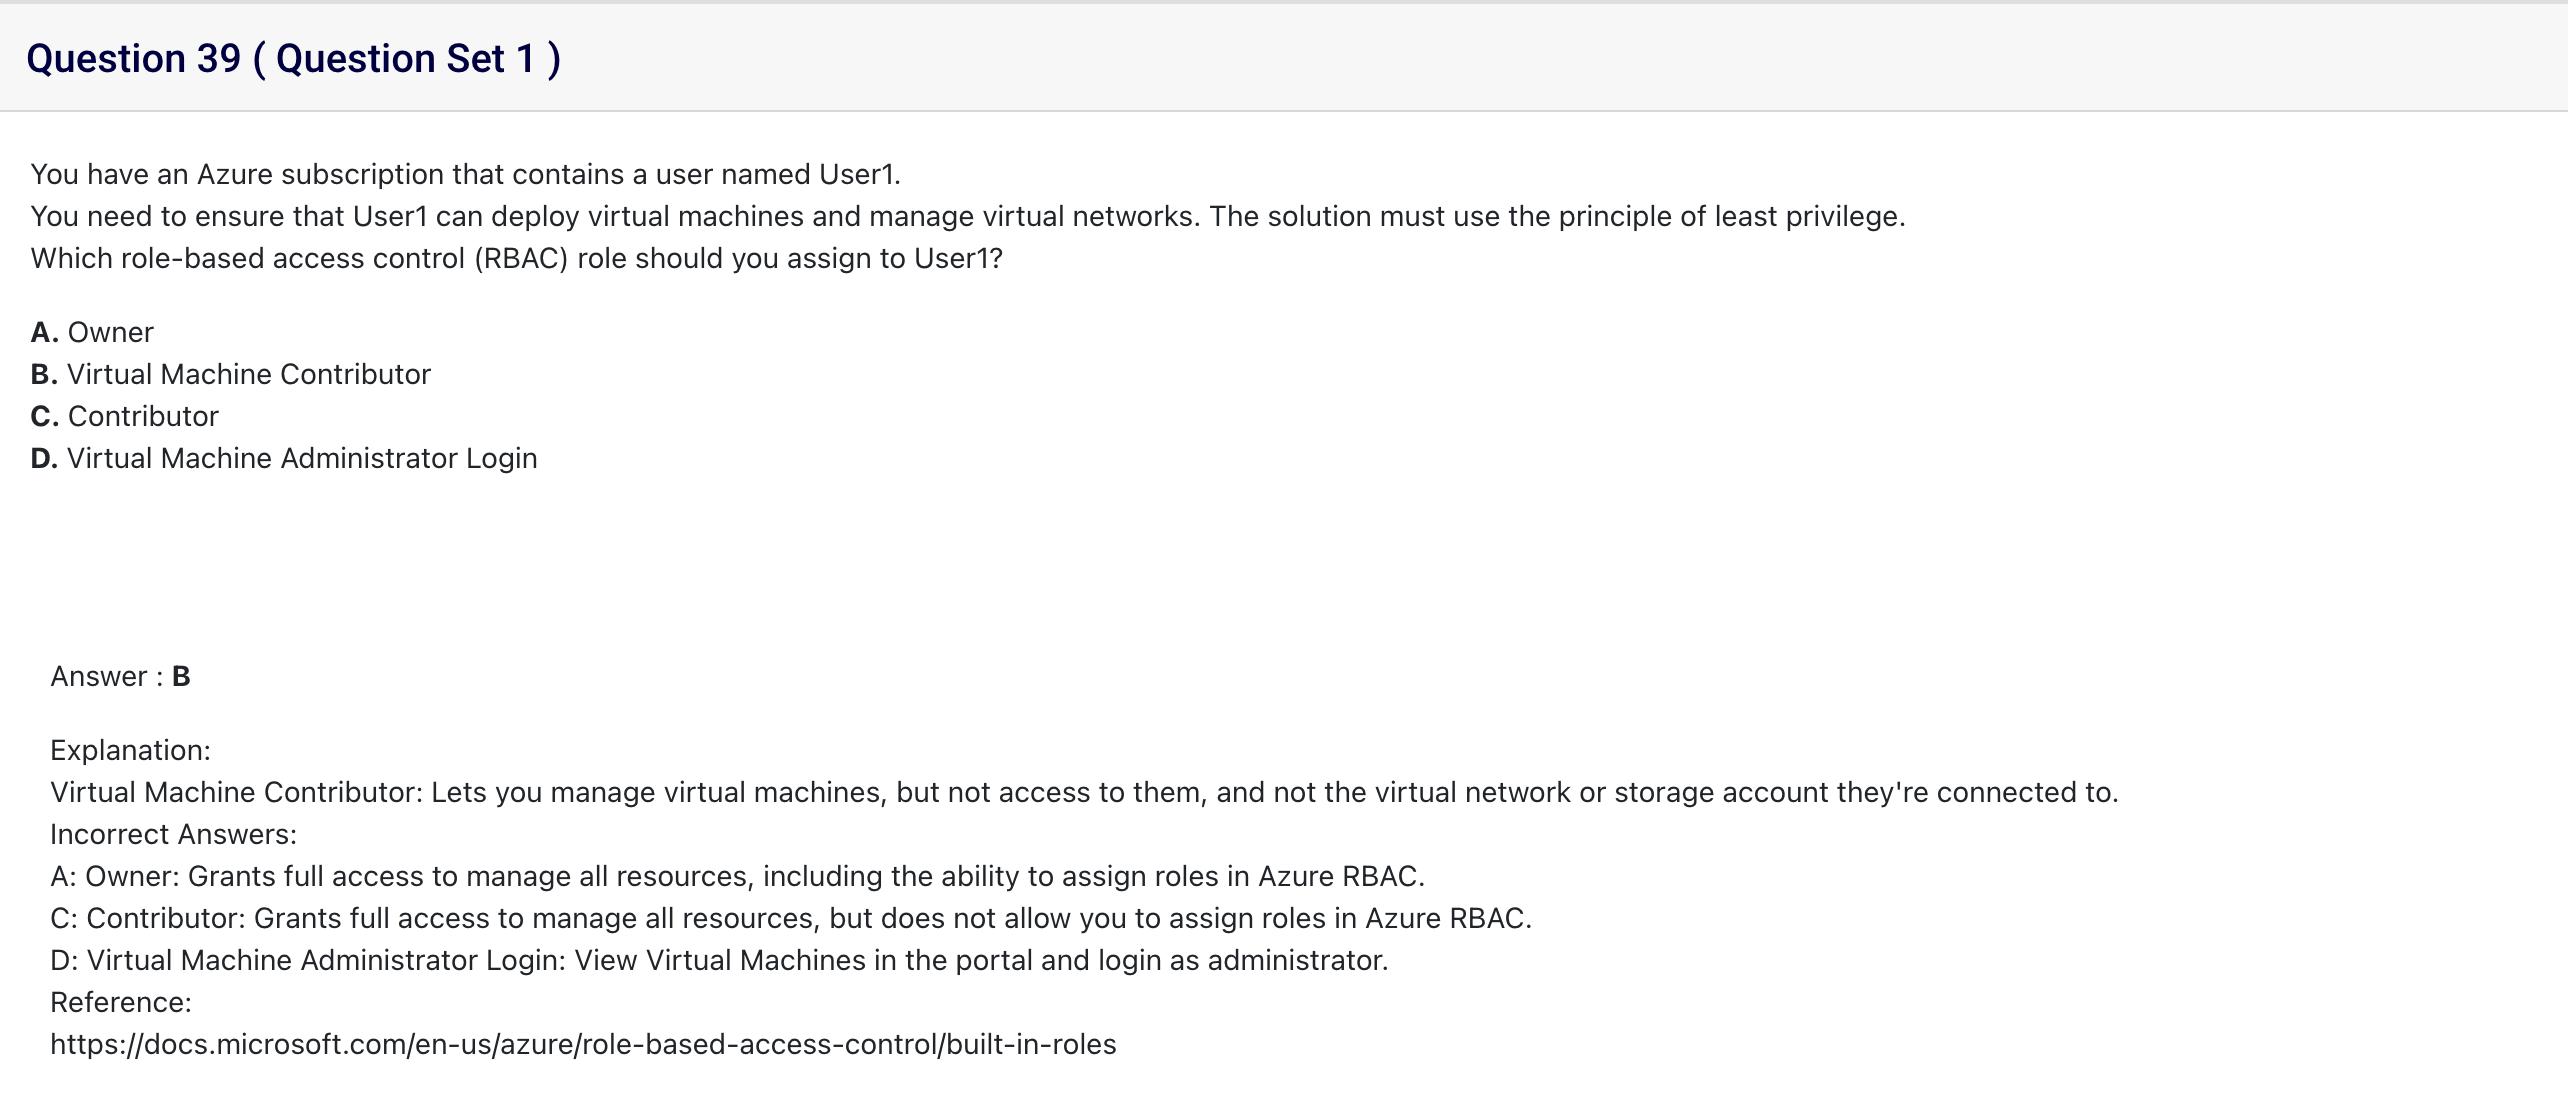 Question 39 ( Question Set 1 )
You have an Azure subscription that contains a user named User1.
You need to ensure that User1 can deploy virtual machines and manage virtual networks. The solution must use the principle of least privilege.
Which role-based access control (RBAC) role should you assign to User1?
A. Owner
B. Virtual Machine Contributor
C. Contributor
D. Virtual Machine Administrator Login
Answer : B
Explanation:
Virtual Machine Contributor: Lets you manage virtual machines, but not access to them, and not the virtual network or storage account they're connected to.
Incorrect Answers:
A: Owner: Grants full access to manage all resources, including the ability to assign roles in Azure RBAC.
C: Contributor: Grants full access to manage all resources, but does not allow you to assign roles in Azure RBAC.
D: Virtual Machine Administrator Login: View Virtual Machines in the portal and login as administrator.
Reference:
https://docs.microsoft.com/en-us/azure/role-based-access-control/built-in-roles